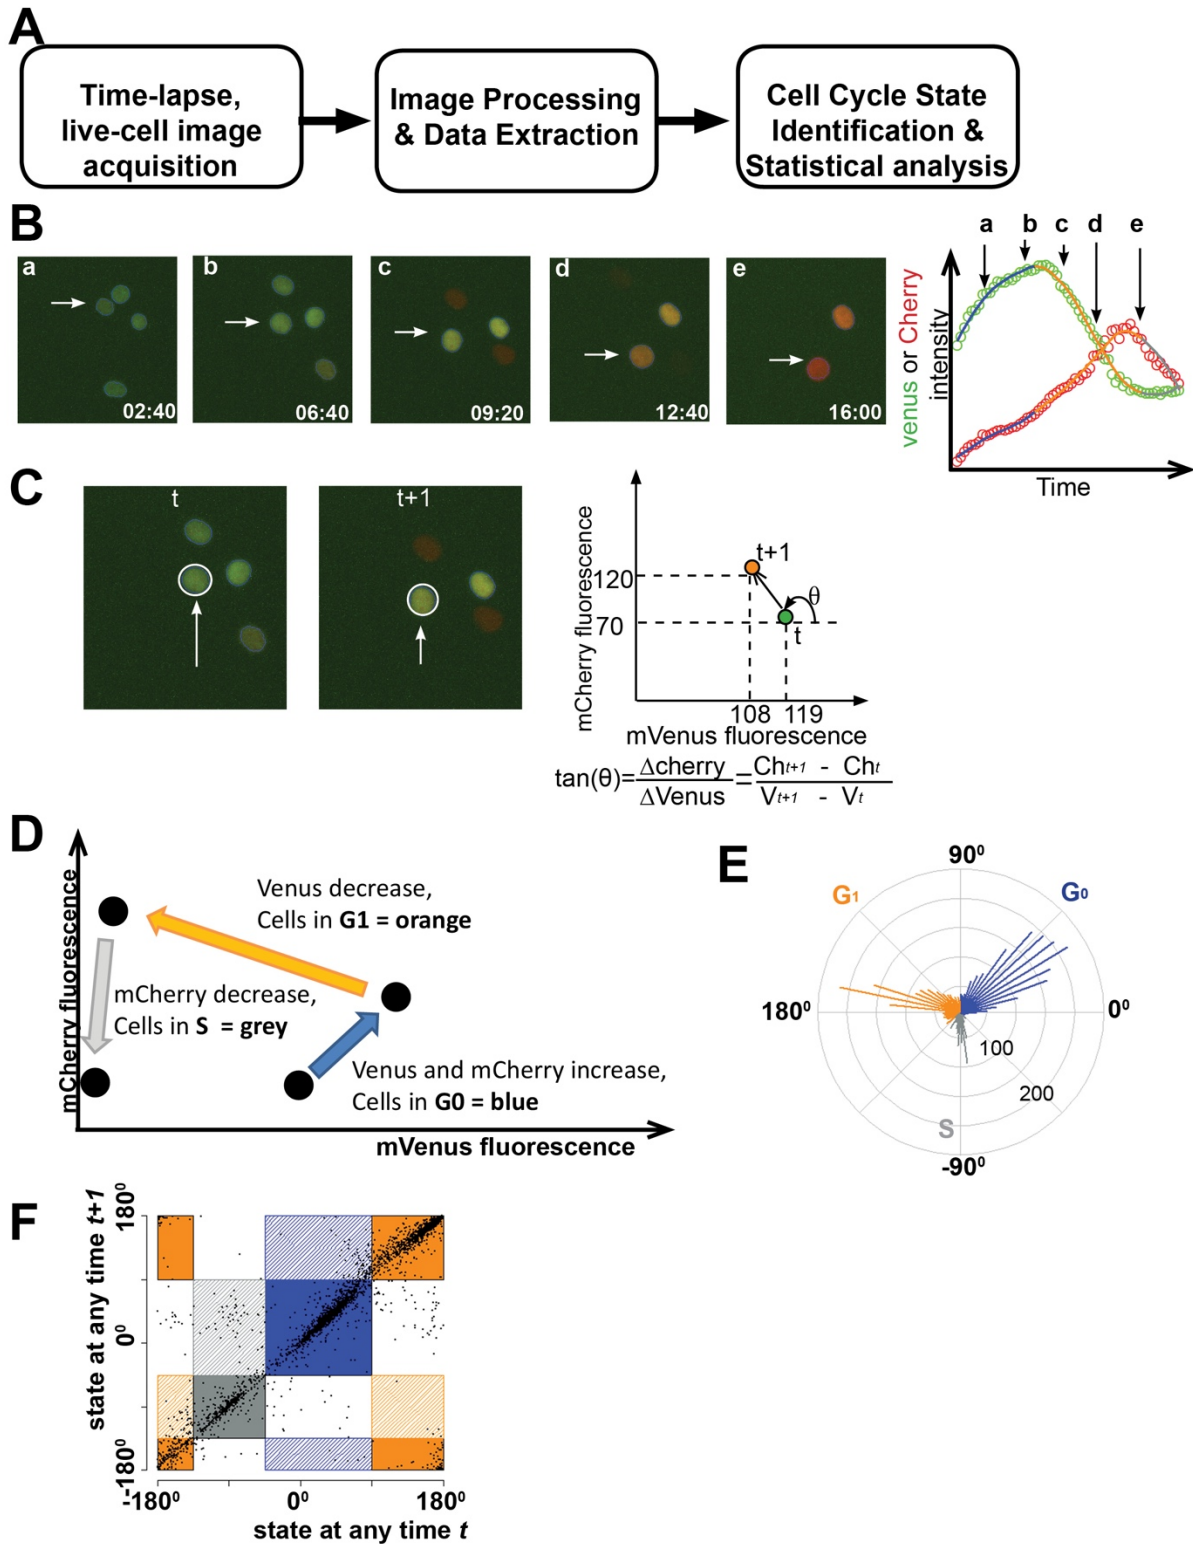 A
Time-lapse,
live-cell image
acquisition
Image Processing
& Data Extraction
Cell Cycle State
Identification &
Statistical analysis
B
a
02:40
b
06:40
c
09:20
d
12:40
e
16:00
a b c d e
venus or Cherry
intensity
Time
C
t
t+1
mCherry fluorescence
120
70
t+1
θ
t
108 119
mVenus fluorescence
tan(θ)=Δcherry/ΔVenus=Cht+1 - Cht/Vt+1 - Vt
D
mCherry fluorescence
Venus decrease,
Cells in G1 = orange
mCherry decrease,
Cells in S = grey
Venus and mCherry increase,
Cells in G0 = blue
mVenus fluorescence
E
90⁰
G1
G0
180⁰
0⁰
100
200
S
-90⁰
F
state at any time t+1
180⁰
0⁰
-180⁰
-180⁰ 0⁰ 180⁰
state at any time t